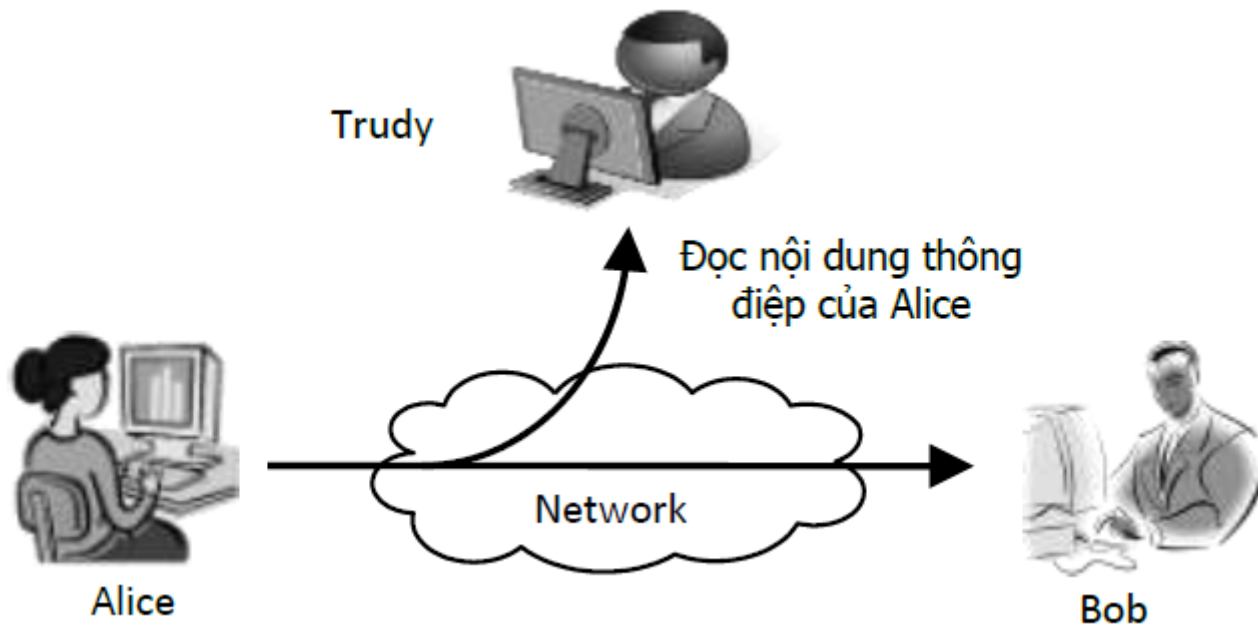 Trudy
Đọc nội dung thông
điệp của Alice
Network
Alice
Bob